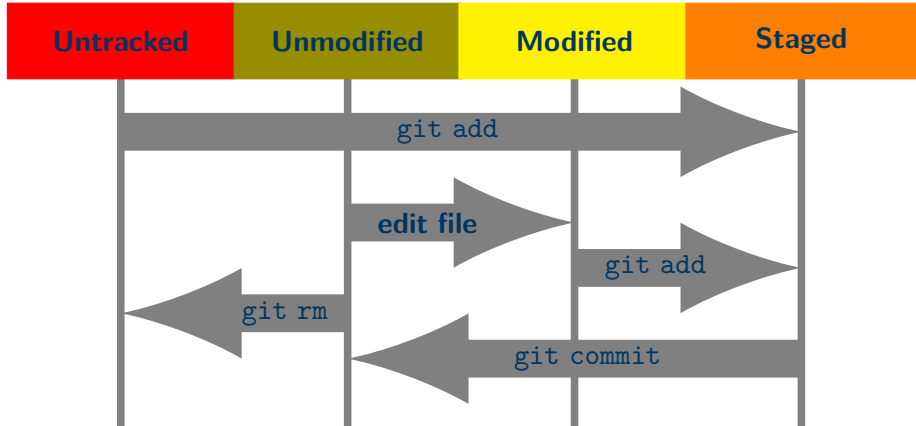 Untracked
Unmodified
Modified
Staged
git add
edit file
git add
git rm
git commit